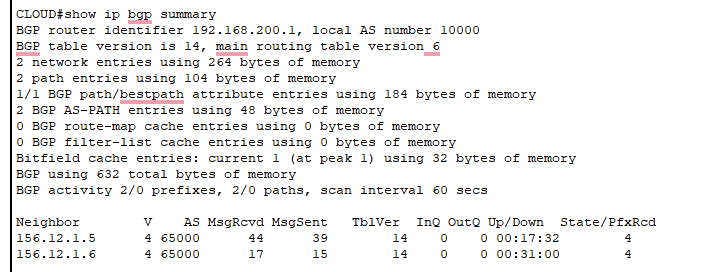 CLOUD#show ip bgp summary
BGP router identifier 192.168.200.1, local AS number 10000
BGP table version is 14, main routing table version 6
2 network entries using 264 bytes of memory
2 path entries using 104 bytes of memory
1/1 BGP path/bestpath attribute entries using 184 bytes of memory
2 BGP AS-PATH entries using 48 bytes of memory
0 BGP route-map cache entries using 0 bytes of memory
0 BGP filter-list cache entries using 0 bytes of memory
Bitfield cache entries: current 1 (at peak 1) using 32 bytes of memory
BGP using 632 total bytes of memory
BGP activity 2/0 prefixes, 2/0 paths, scan interval 60 secs
Neighbor V AS MsgRcvd MsgSent TblVer InQ OutQ Up/Down State/PfxRcd
156.12.1.5 4 65000 44 39 14 0 0 00:17:32 4
156.12.1.6 4 65000 17 15 14 0 0 00:31:00 4